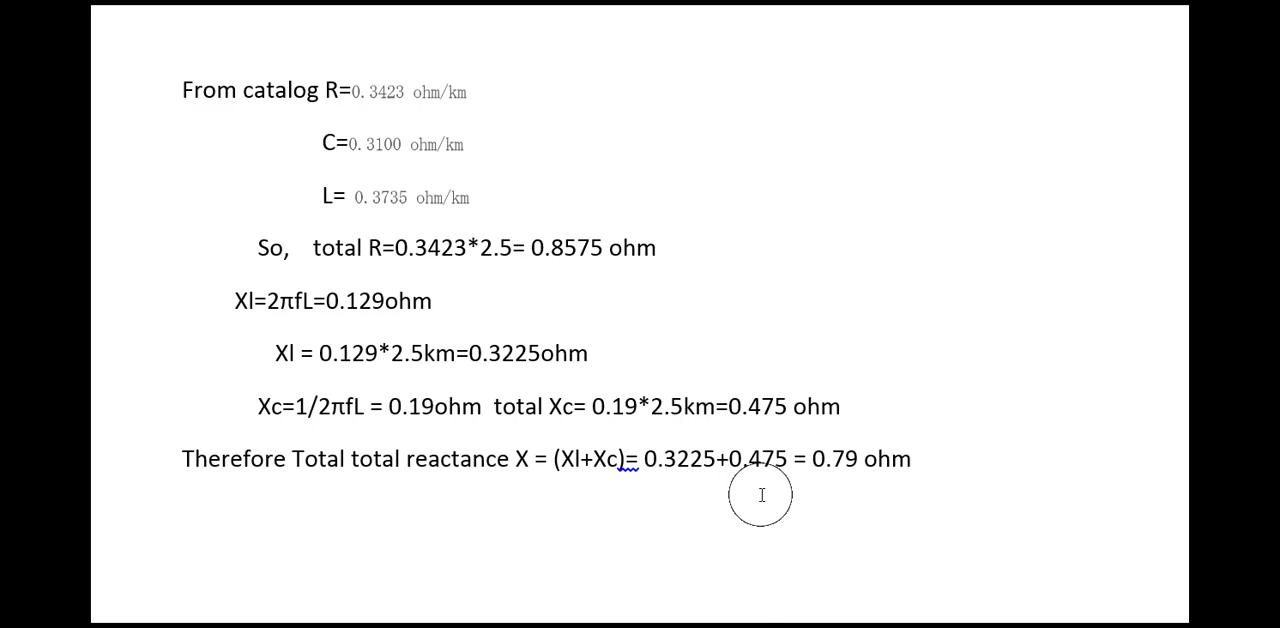 From catalog R=0.3423 ohm/km
C=0.3100 ohm/km
L= 0.3735 ohm/km
So, total R=0.3423*2.5= 0.8575 ohm
Xl=2πfL=0.129ohm
Xl = 0.129*2.5km=0.3225ohm
Xc=1/2πfL = 0.19ohm total Xc= 0.19*2.5km=0.475 ohm
Therefore Total total reactance X = (Xl+Xc)= 0.3225+0.475 = 0.79 ohm